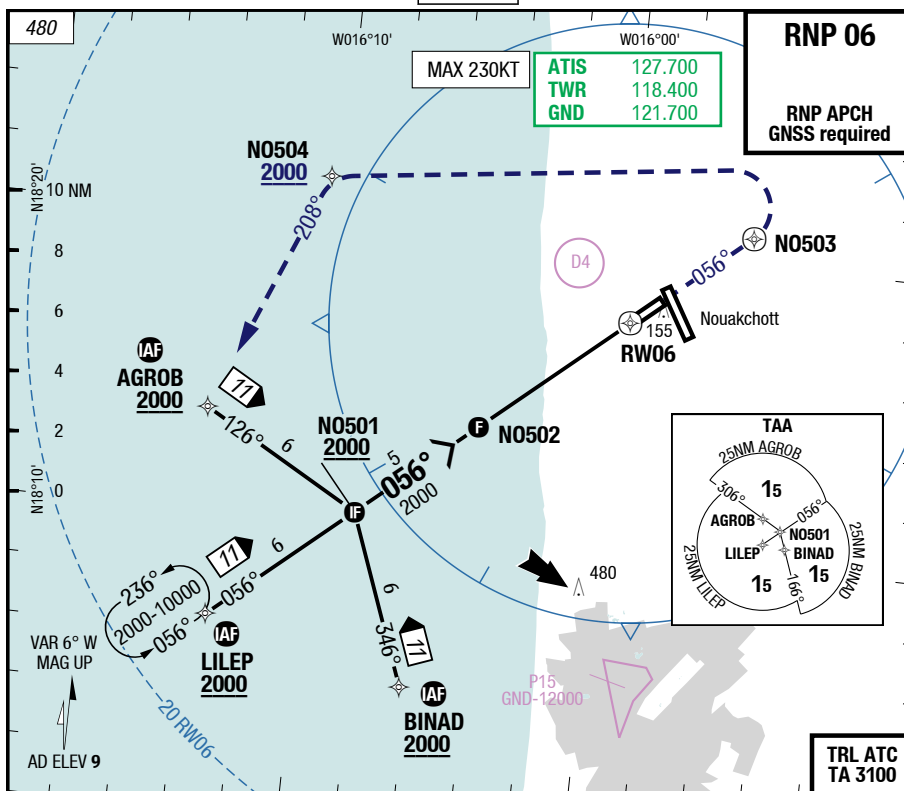 480
W016°10'
W016°00'
RNP 06
RNP APCH
GNSS required
MAX 230KT
ATIS 127.700
TWR 118.400
GND 121.700
N0504
2000
N18°20'
10 NM
208°
8
N0503
D4
056°
6
155
Nouakchott
RW06
IAF
AGROB
2000
4
11
126°
6
N0501
2000
2
F
N0502
5
056°
2000
N18°10'
0
IF
TAA
25NM AGROB
306°
15
056°
AGROB
N0501
LILEP
BINAD
25NM LILEP
15
166°
15
25NM BINAD
11
6
236°
2000-10000
056°
056°
6
480
346°
11
IAF
LILEP
2000
VAR 6° W
MAG UP
P15
GND-12000
IAF
BINAD
2000
20 RW06
AD ELEV 9
TRL ATC
TA 3100